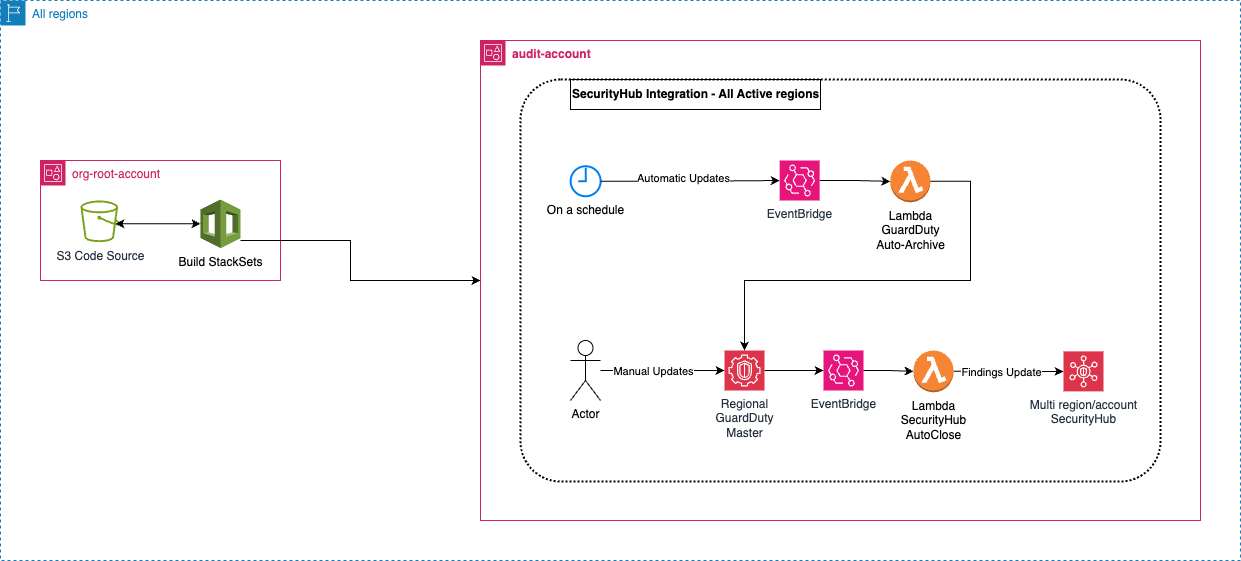 All regions
audit-account
SecurityHub Integration - All Active regions
org-root-account
S3 Code Source
Build StackSets
On a schedule
Automatic Updates
EventBridge
Lambda
GuardDuty
Auto-Archive
Actor
Manual Updates
Regional
GuardDuty
Master
EventBridge
Lambda
SecurityHub
AutoClose
Findings Update
Multi region/account
SecurityHub